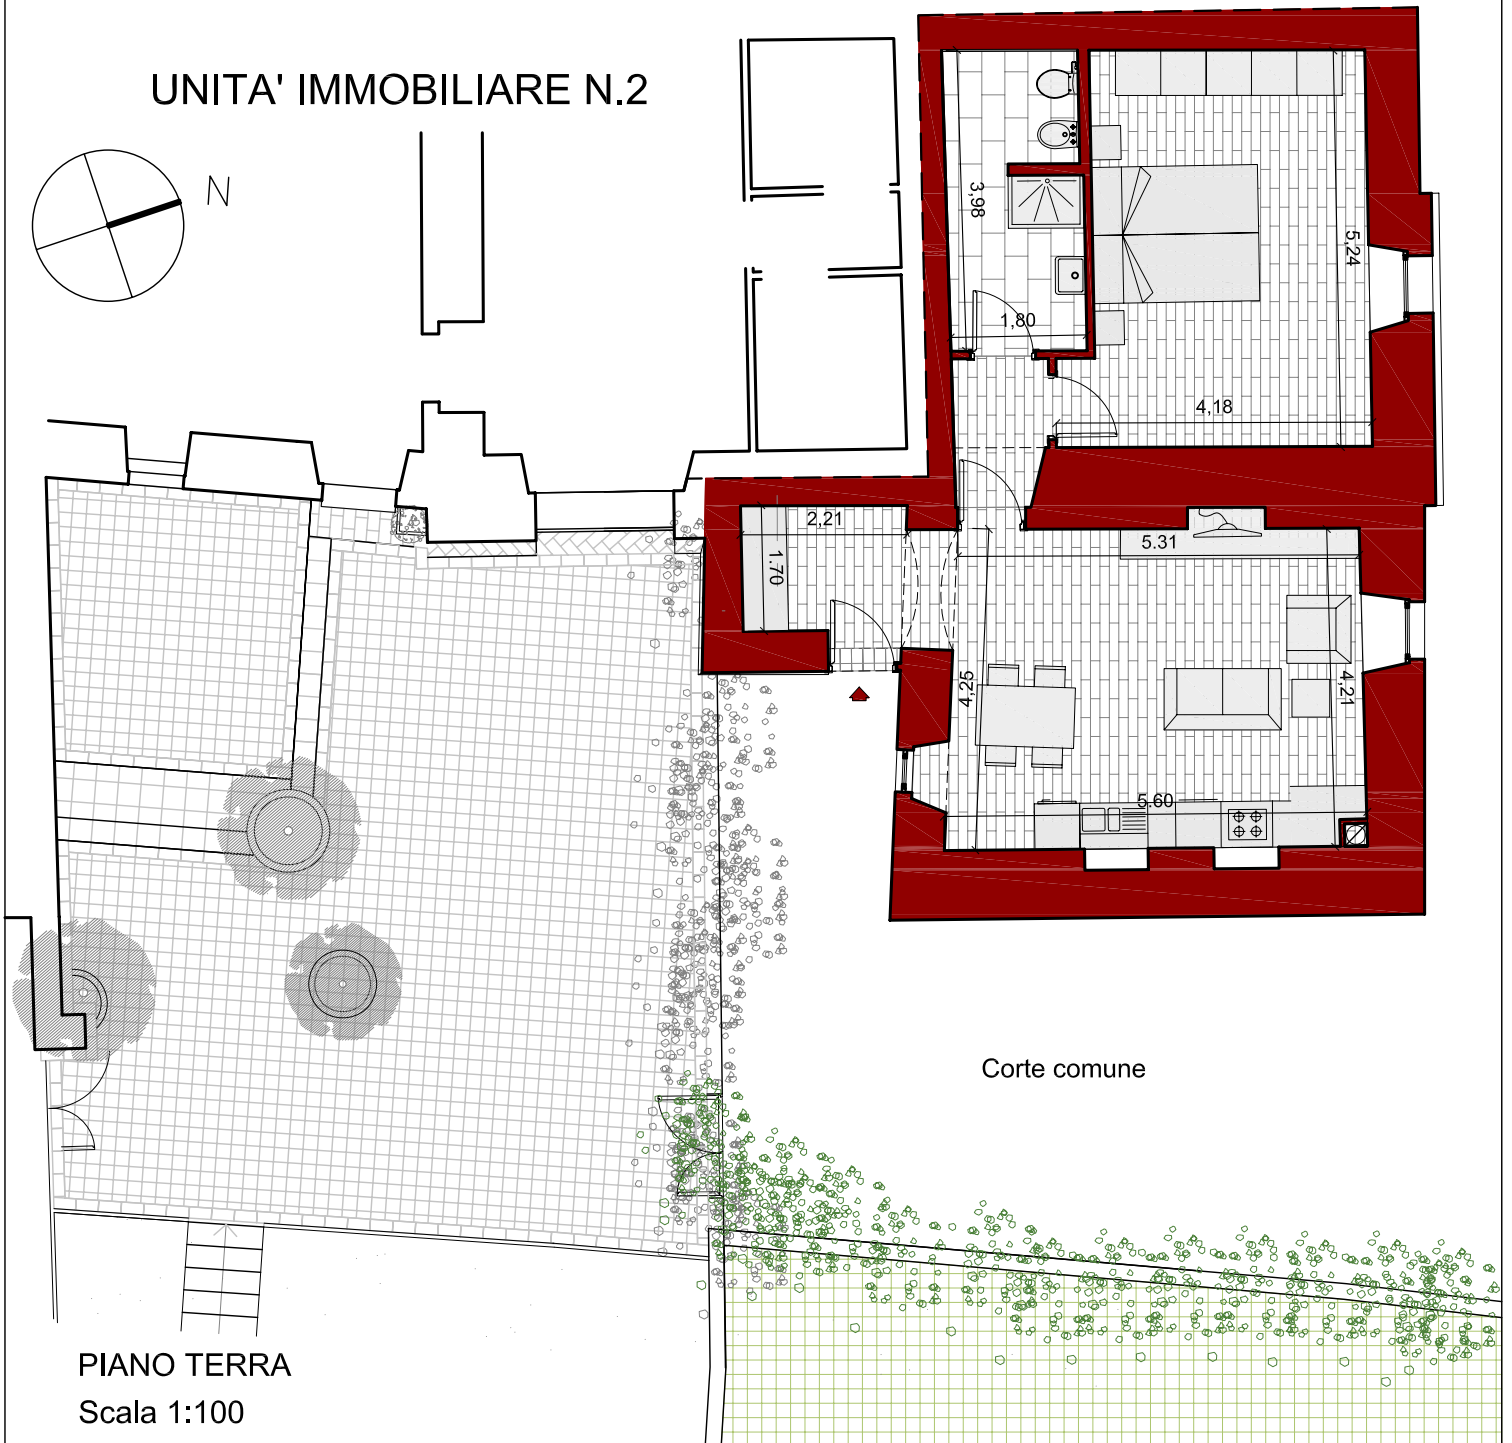 UNITA' IMMOBILIARE N.2
N
3,98
5,24
1,80
4,18
2,21
5.31
1.70
4,25
4,21
5.60
Corte comune
PIANO TERRA
Scala 1:100